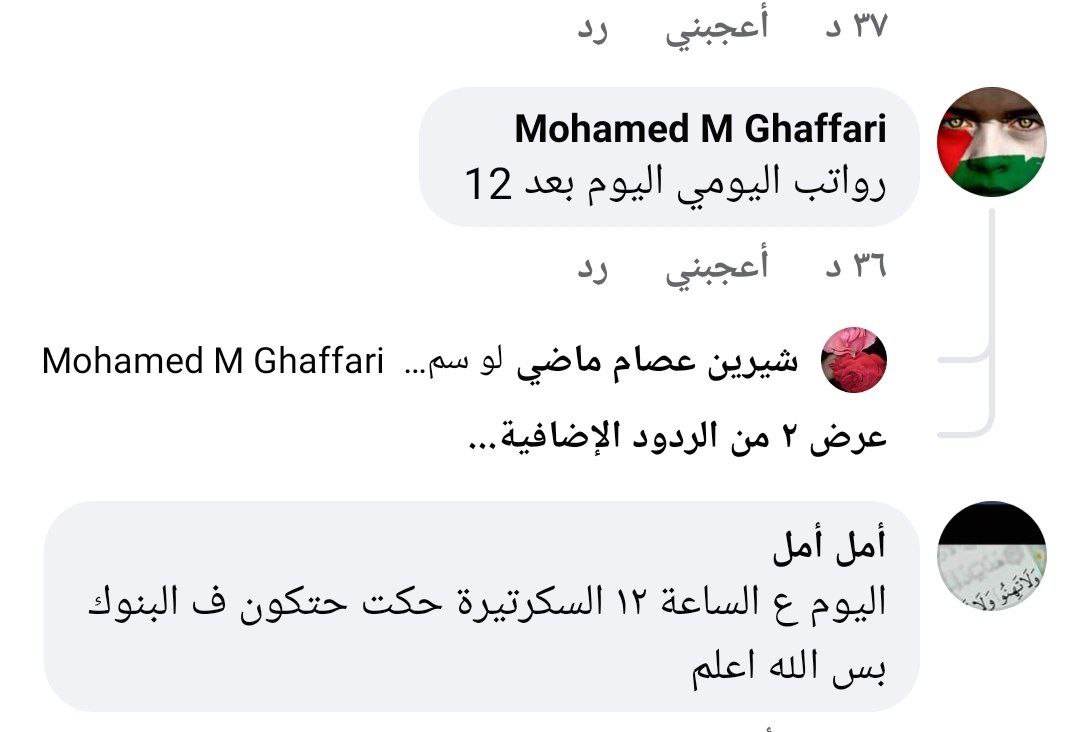 ٣٧ د أعجبني رد
Mohamed M Ghaffari
رواتب اليومي اليوم بعد 12
٣٦ د أعجبني رد
شيرين عصام ماضي لو سم... Mohamed M Ghaffari
عرض ٢ من الردود الإضافية...
أمل أمل
اليوم ع الساعة ١٢ السكرتيرة حكت حتكون ف البنوك
بس الله اعلم
وَلَا تَهِنُوا